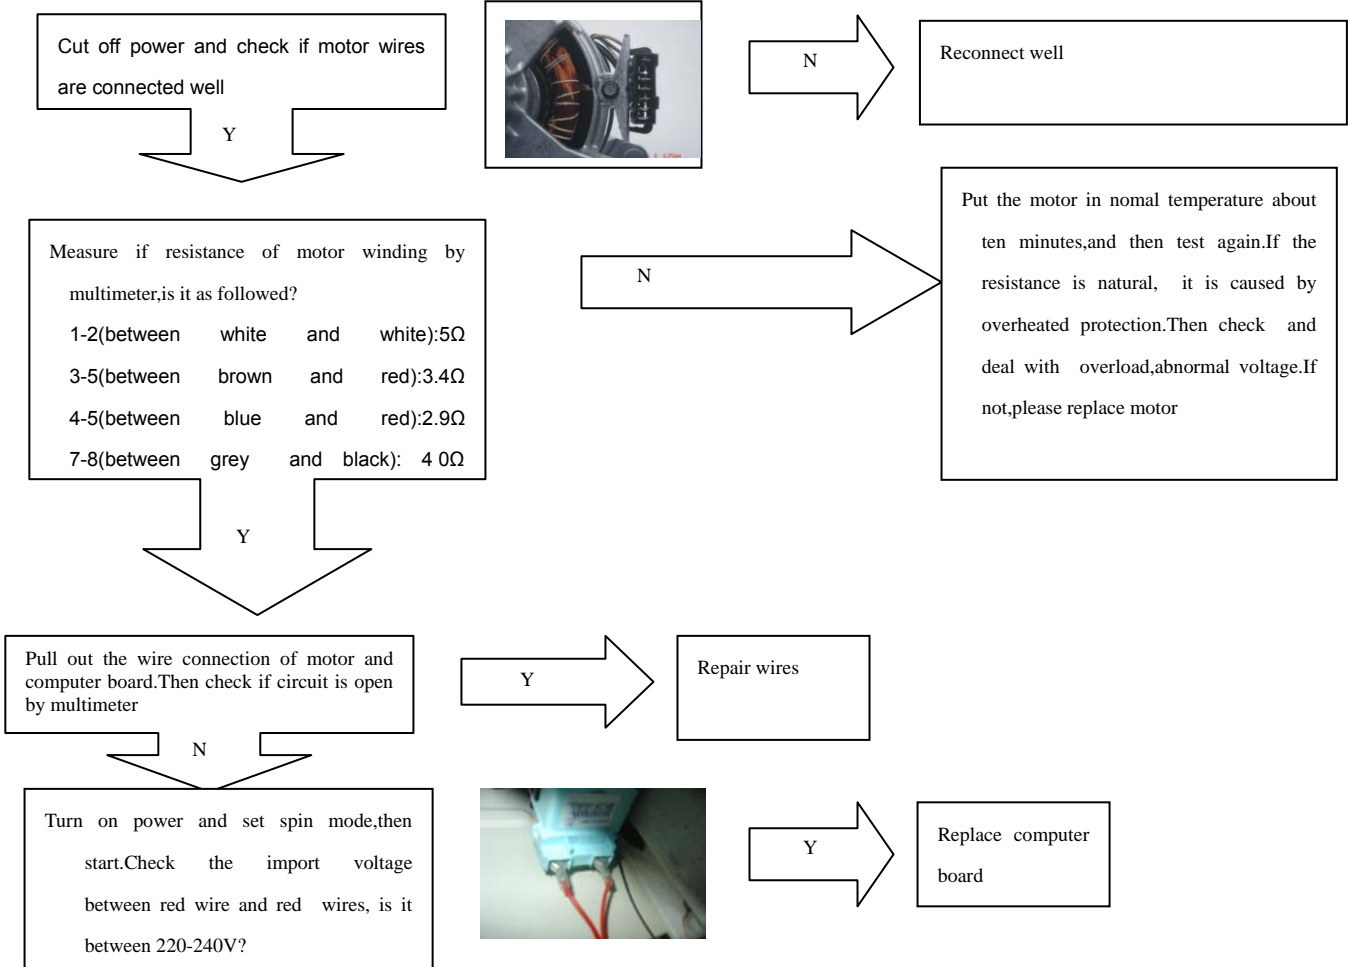 Cut off power and check if motor wires
are connected well
N
Reconnect well
Y
Measure if resistance of motor winding by
multimeter,is it as followed?
1-2(between white and white):5Ω
3-5(between brown and red):3.4Ω
4-5(between blue and red):2.9Ω
7-8(between grey and black): 4 0Ω
N
Put the motor in nomal temperature about
ten minutes,and then test again.If the
resistance is natural, it is caused by
overheated protection.Then check and
deal with overload,abnormal voltage.If
not,please replace motor
Y
Pull out the wire connection of motor and
computer board.Then check if circuit is open
by multimeter
Y
Repair wires
N
Turn on power and set spin mode,then
start.Check the import voltage
between red wire and red wires, is it
between 220-240V?
Y
Replace computer
board